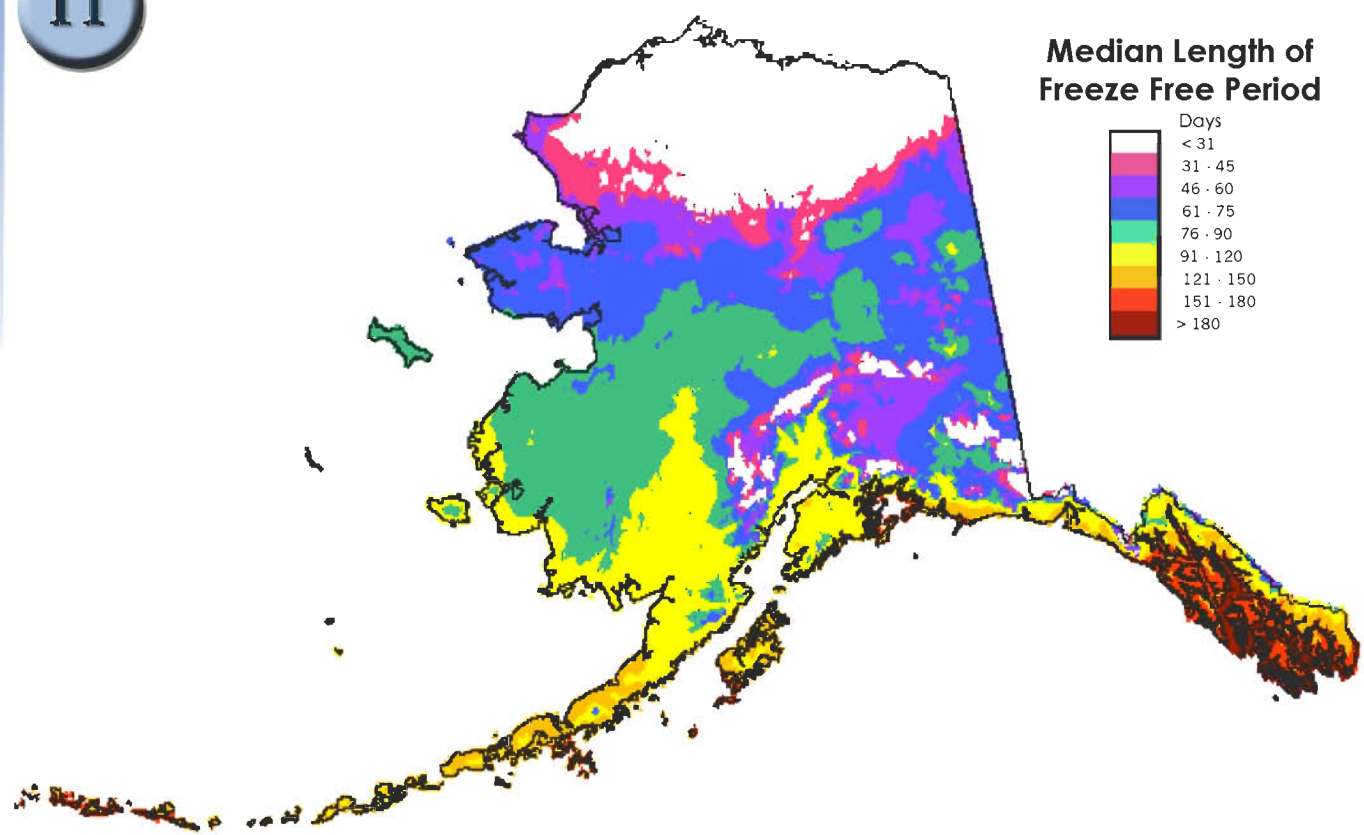 Median Length of
Freeze Free Period
Days
< 31
31 - 45
46 - 60
61 - 75
76 - 90
91 - 120
121 - 150
151 - 180
> 180